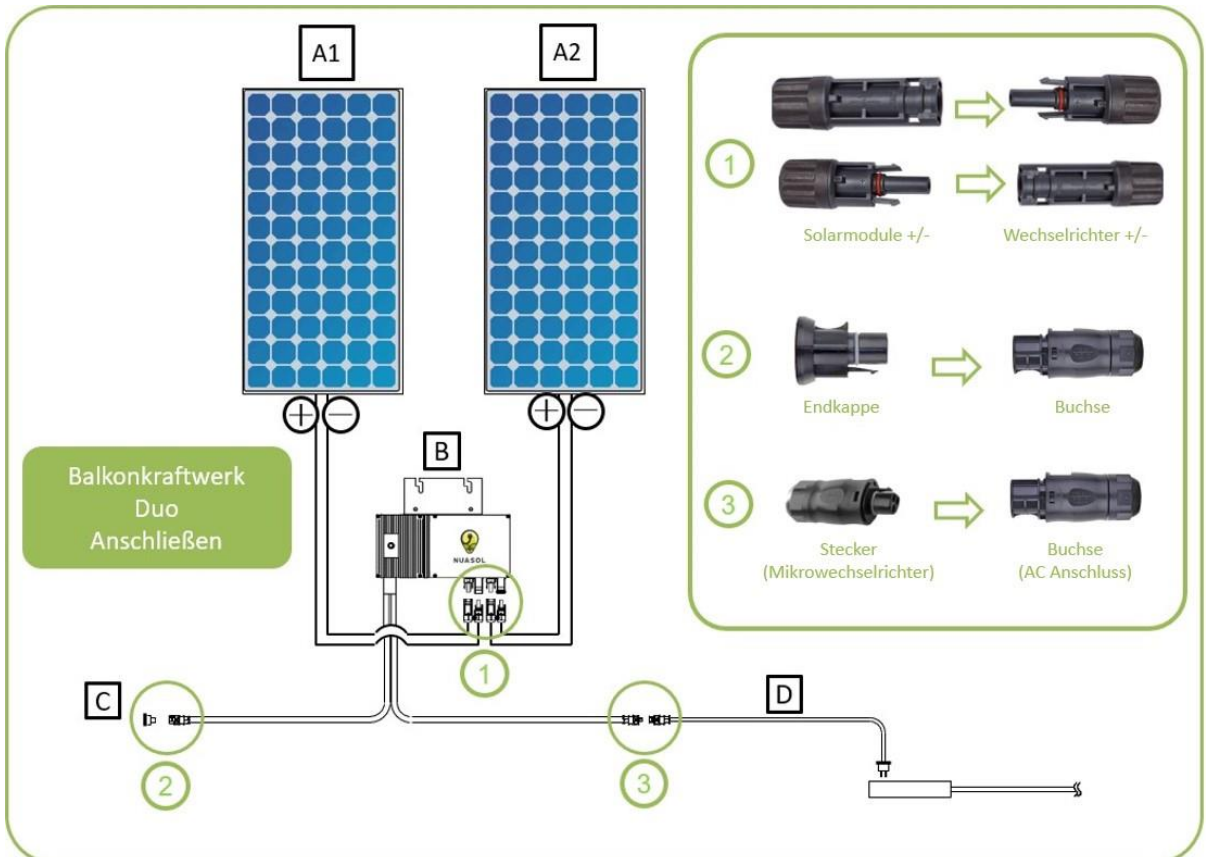 A1
A2
+ −
+ −
B
NUASOL
Balkonkraftwerk
Duo
Anschließen
1
C
D
2
3
1
Solarmodule +/-
Wechselrichter +/-
2
Endkappe
Buchse
3
Stecker
(Mikrowechselrichter)
Buchse
(AC Anschluss)